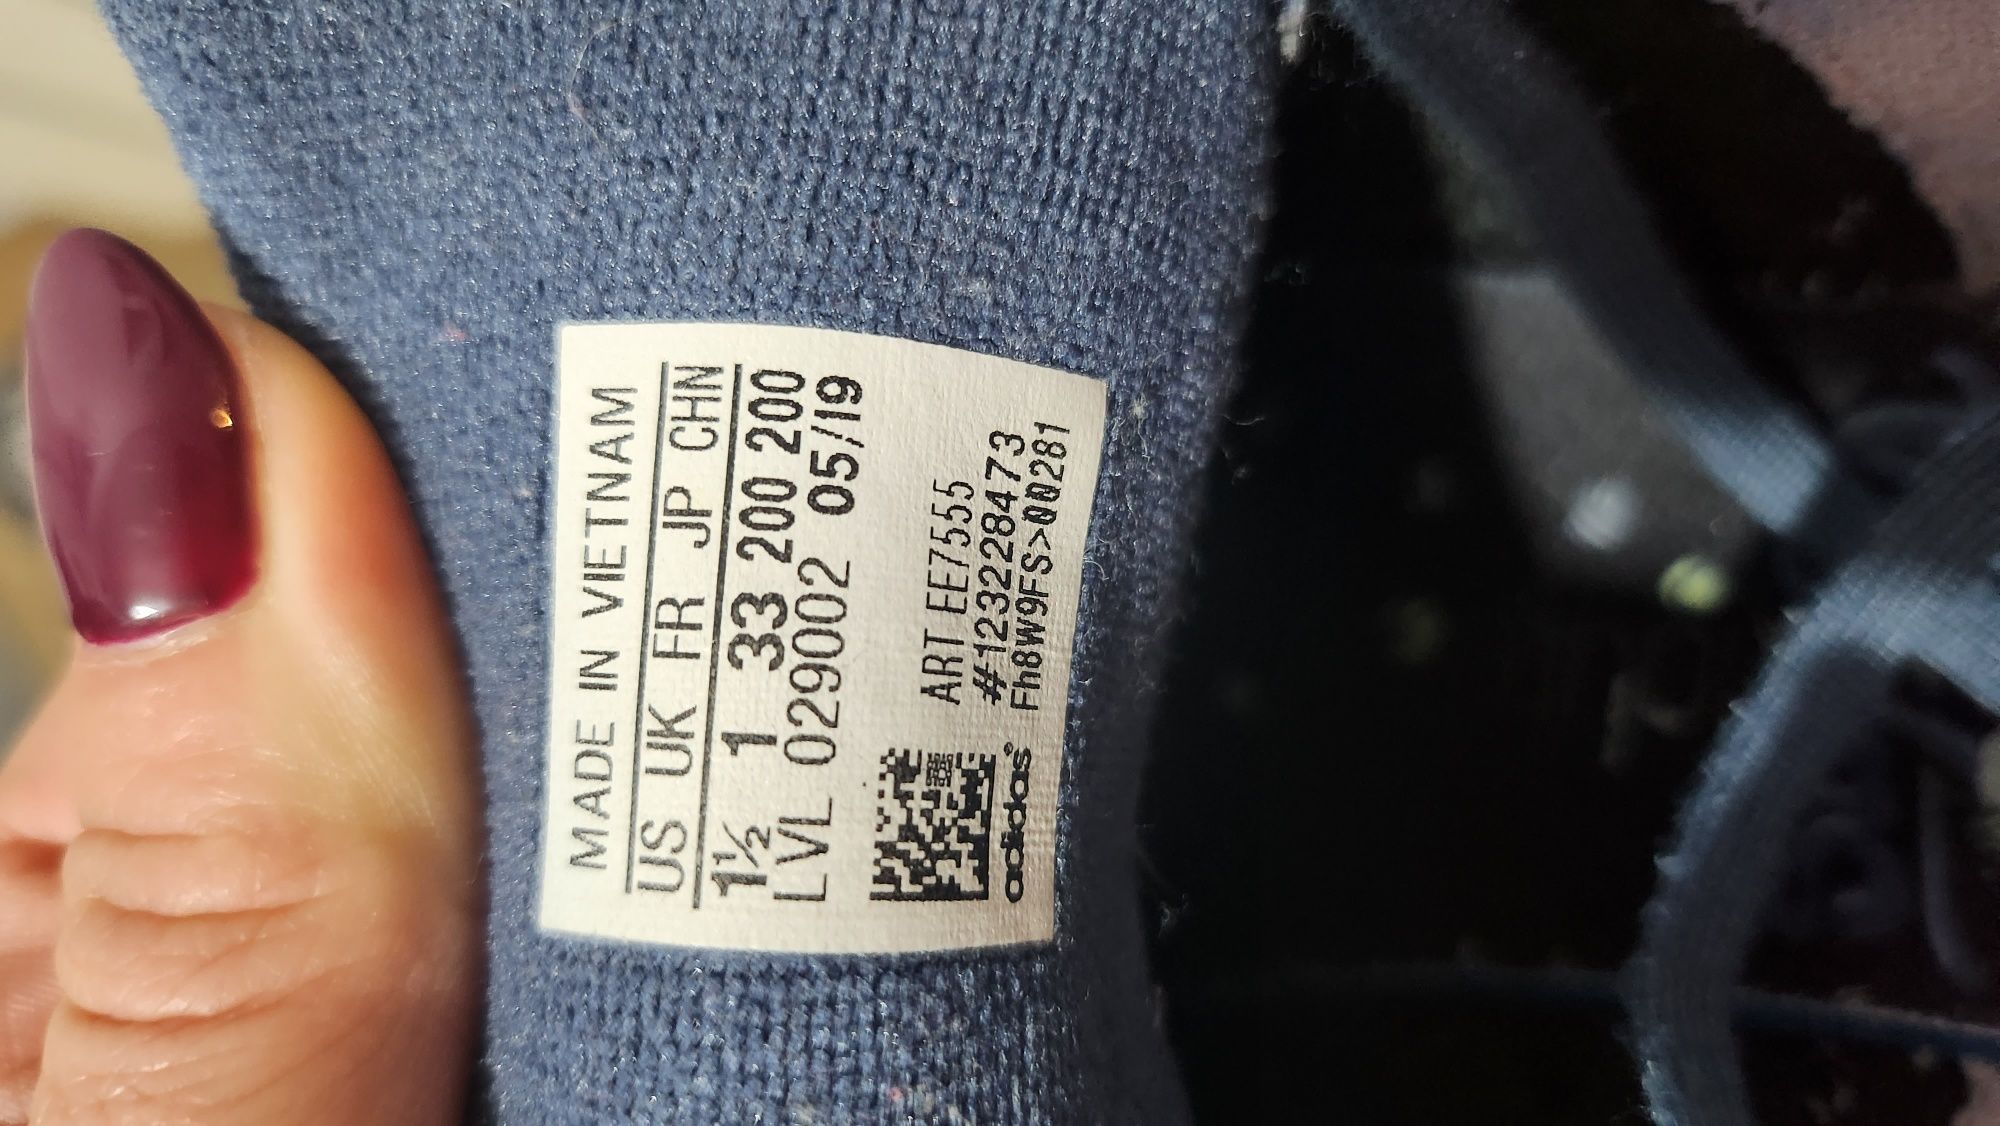 MADE IN VIETNAM
US UK FR JP CHN
1½ 1 33 200 200
LVL 029002 05/19
ART EE7555
#123228473
Fh8W9FS>00281
adidas®